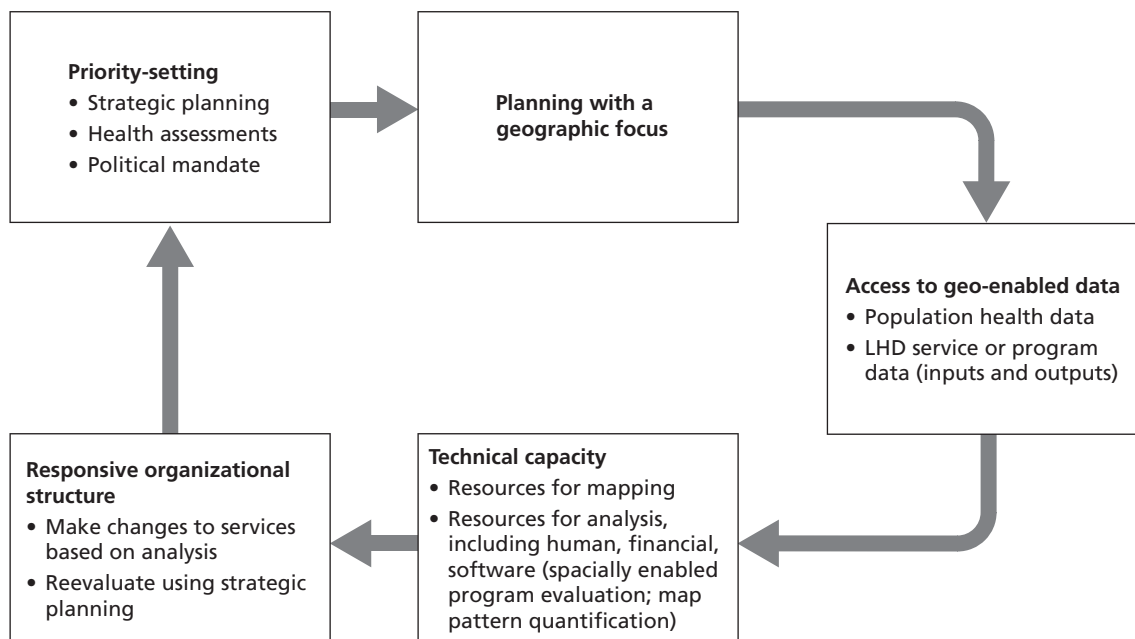 Priority-setting
• Strategic planning
• Health assessments
• Political mandate
Planning with a
geographic focus
Access to geo-enabled data
• Population health data
• LHD service or program
data (inputs and outputs)
Technical capacity
• Resources for mapping
• Resources for analysis,
including human, financial,
software (spacially enabled
program evaluation; map
pattern quantification)
Responsive organizational
structure
• Make changes to services
based on analysis
• Reevaluate using strategic
planning